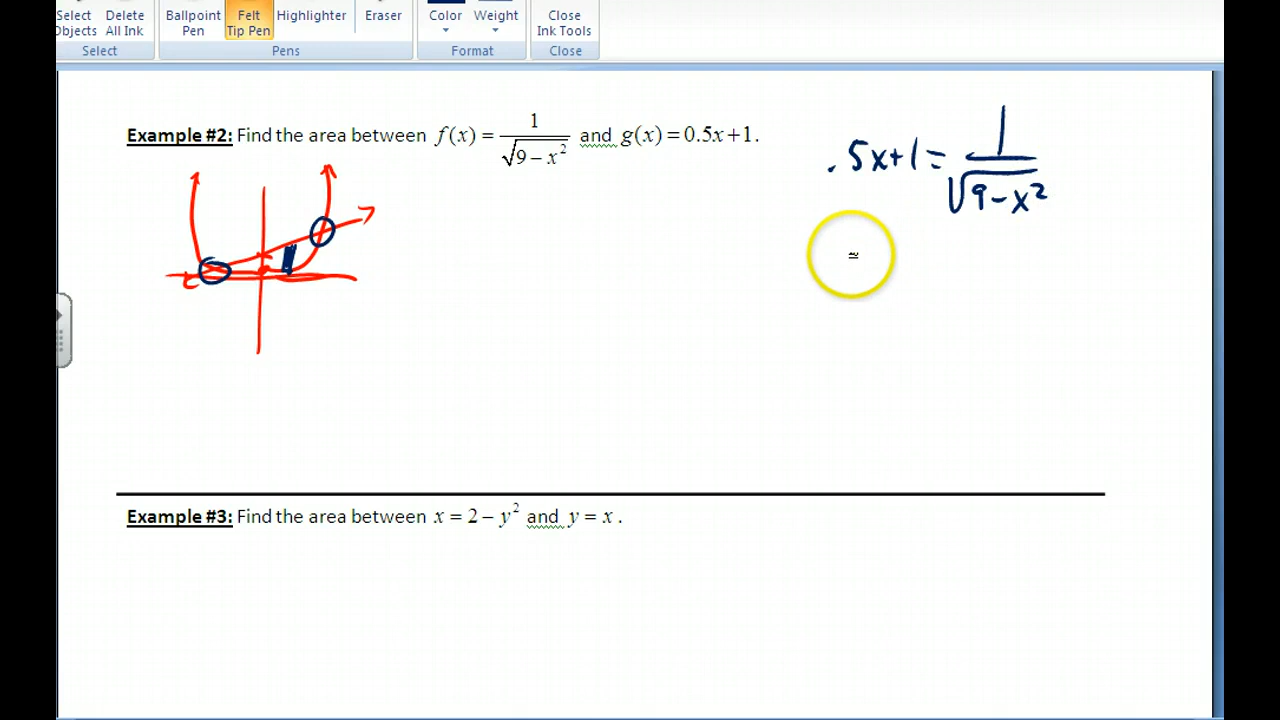 Select Objects
Delete All Ink
Ballpoint Pen
Felt Tip Pen
Highlighter
Eraser
Color
Weight
Close Ink Tools
Select
Pens
Format
Close
Example #2: Find the area between f(x) = 1/√(9 − x²) and g(x) = 0.5x + 1.
.5x+1 = 1/√(9−x²)
Example #3: Find the area between x = 2 − y² and y = x .